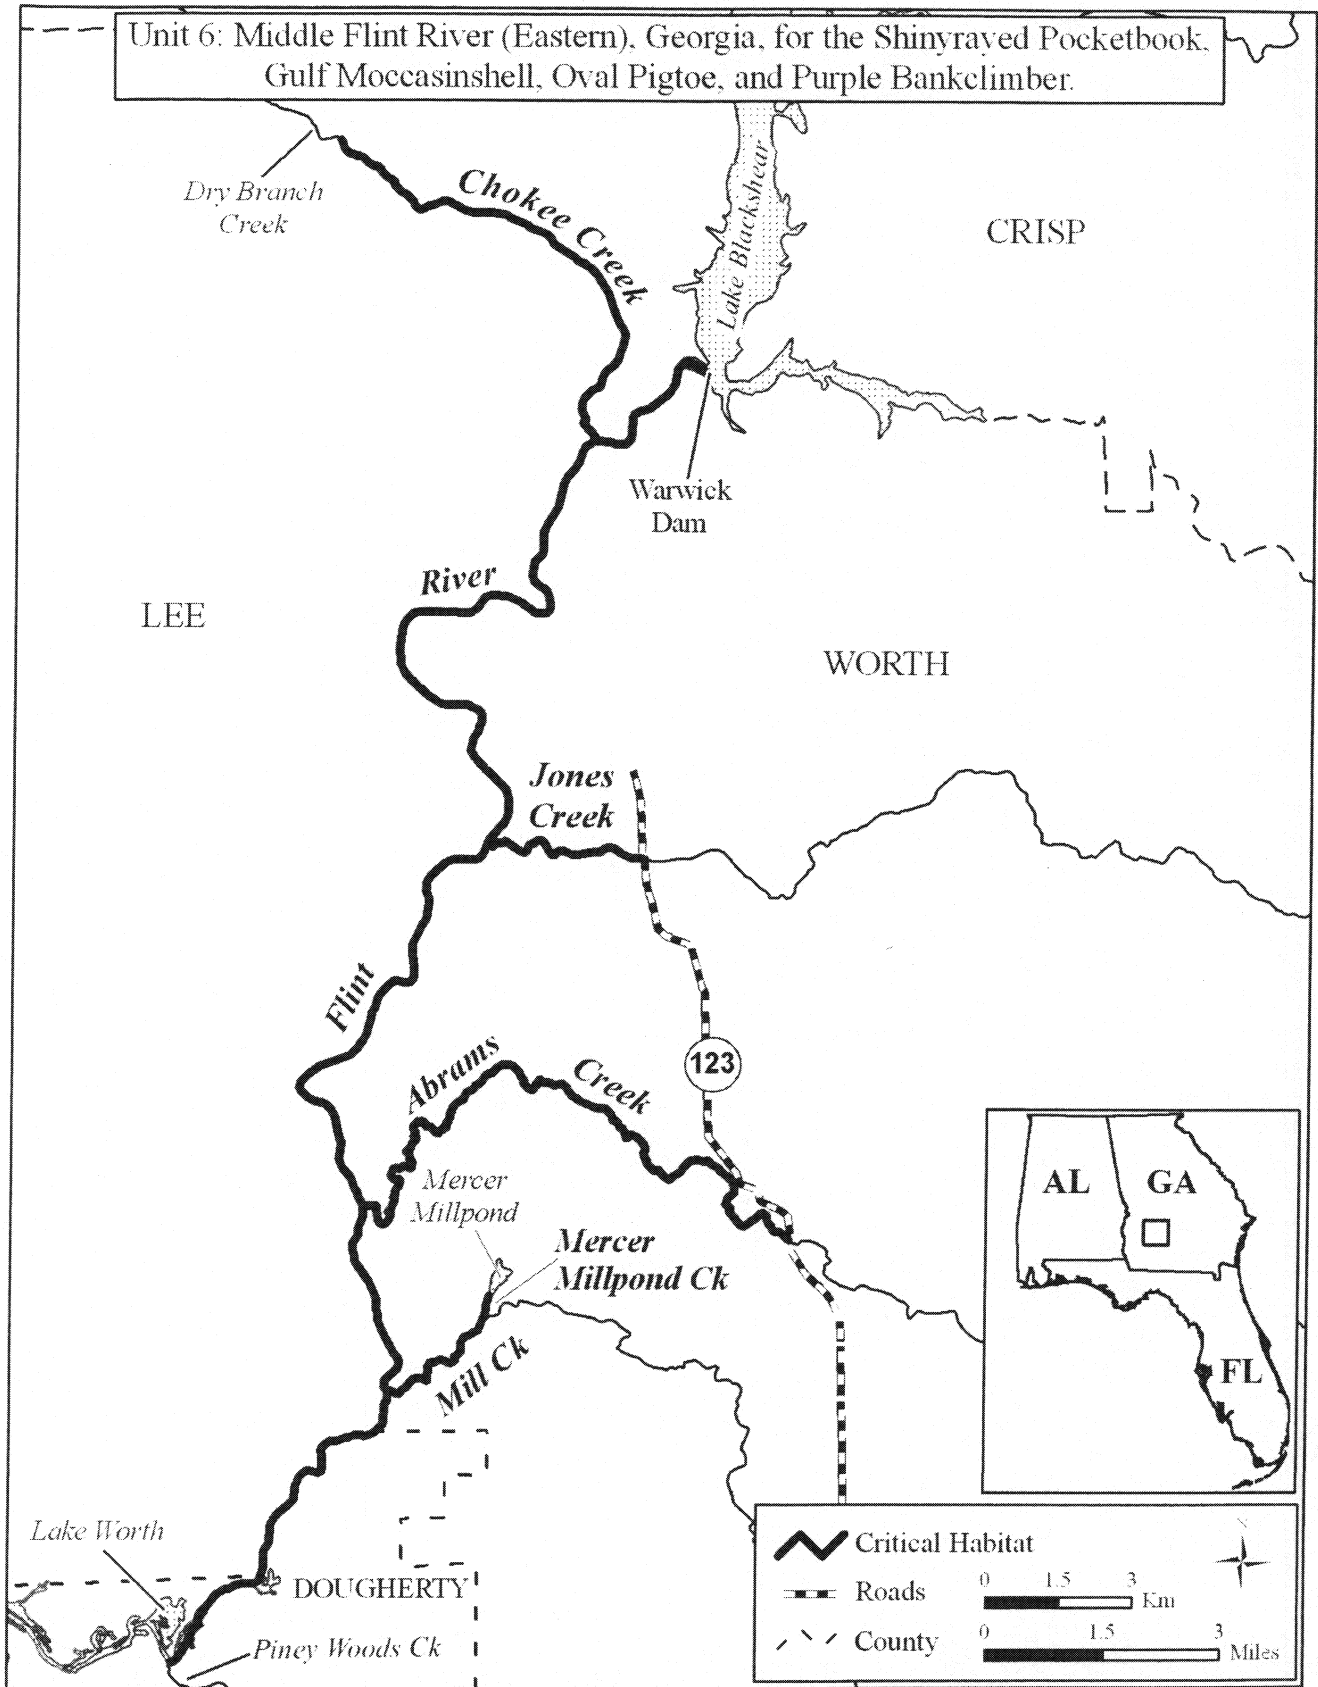 Unit 6: Middle Flint River (Eastern), Georgia, for the Shinyrayed Pocketbook,
Gulf Moccasinshell, Oval Pigtoe, and Purple Bankclimber.
Dry Branch
Creek
Chokee Creek
Lake Blackshear
CRISP
Warwick
Dam
River
LEE
WORTH
Jones
Creek
Flint
123
Abrams
Creek
Mercer
Millpond
Mercer
Millpond Ck
Mill Ck
AL
GA
FL
Lake Worth
DOUGHERTY
Piney Woods Ck
Critical Habitat
Roads
County
N
0 1.5 3
Km
0 1.5 3
Miles